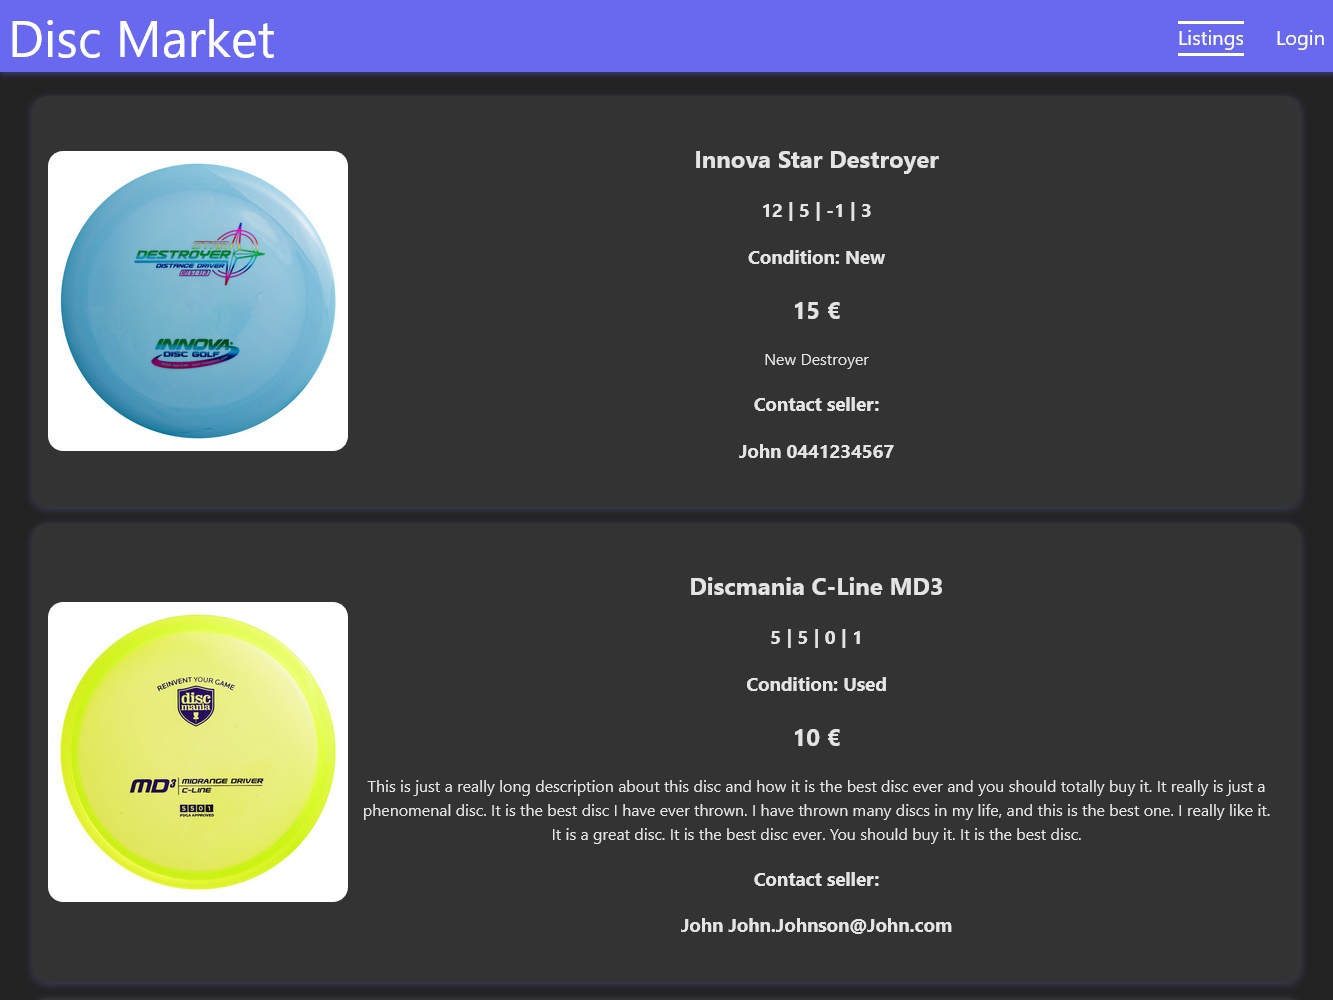 Disc Market
Listings
Login
STAR
DESTROYER
DISTANCE DRIVER
INNOVA
DISC GOLF
Innova Star Destroyer
12 | 5 | -1 | 3
Condition: New
15 €
New Destroyer
Contact seller:
John 0441234567
REINVENT YOUR GAME
disc
mania
MD3 MIDRANGE DRIVER
C-LINE
5 5 0 1
PDGA APPROVED
Discmania C-Line MD3
5 | 5 | 0 | 1
Condition: Used
10 €
This is just a really long description about this disc and how it is the best disc ever and you should totally buy it. It really is just a
phenomenal disc. It is the best disc I have ever thrown. I have thrown many discs in my life, and this is the best one. I really like it.
It is a great disc. It is the best disc ever. You should buy it. It is the best disc.
Contact seller:
John John.Johnson@John.com